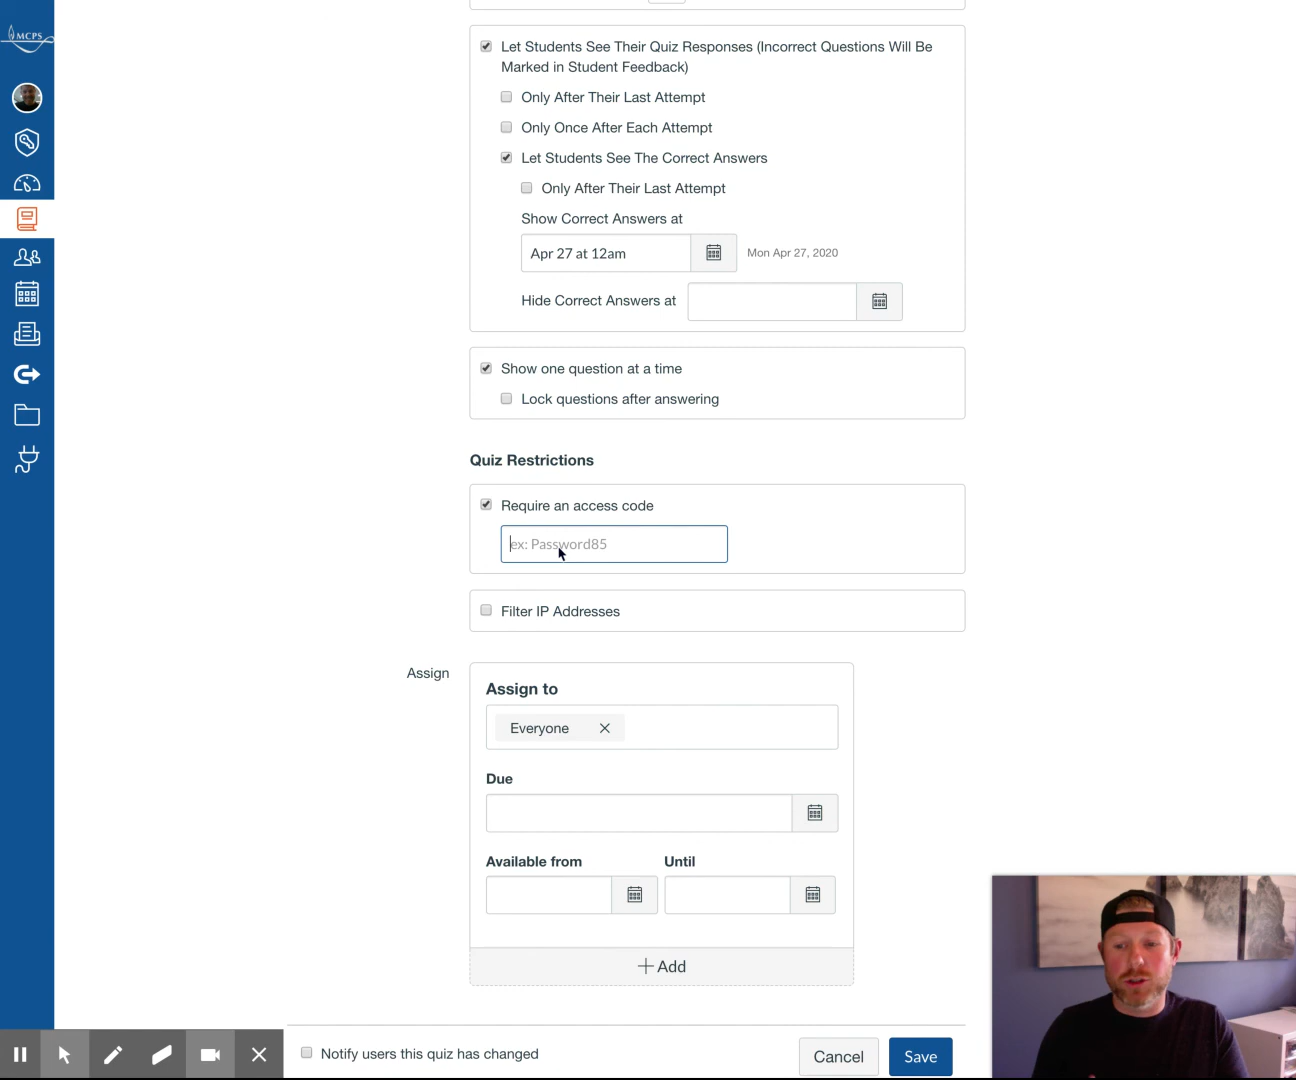 MCPS
Let Students See Their Quiz Responses (Incorrect Questions Will Be
Marked in Student Feedback)
Only After Their Last Attempt
Only Once After Each Attempt
Let Students See The Correct Answers
Only After Their Last Attempt
Show Correct Answers at
Apr 27 at 12am
Mon Apr 27, 2020
Hide Correct Answers at
Show one question at a time
Lock questions after answering
Quiz Restrictions
Require an access code
ex: Password85
Filter IP Addresses
Assign
Assign to
Everyone
Due
Available from Until
+ Add
Notify users this quiz has changed
Cancel Save